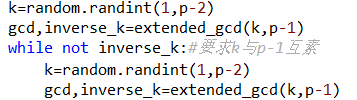 k=random.randint(1,p-2)
gcd,inverse_k=extended_gcd(k,p-1)
while not inverse_k:#要求k与p-1互素
    k=random.randint(1,p-2)
    gcd,inverse_k=extended_gcd(k,p-1)